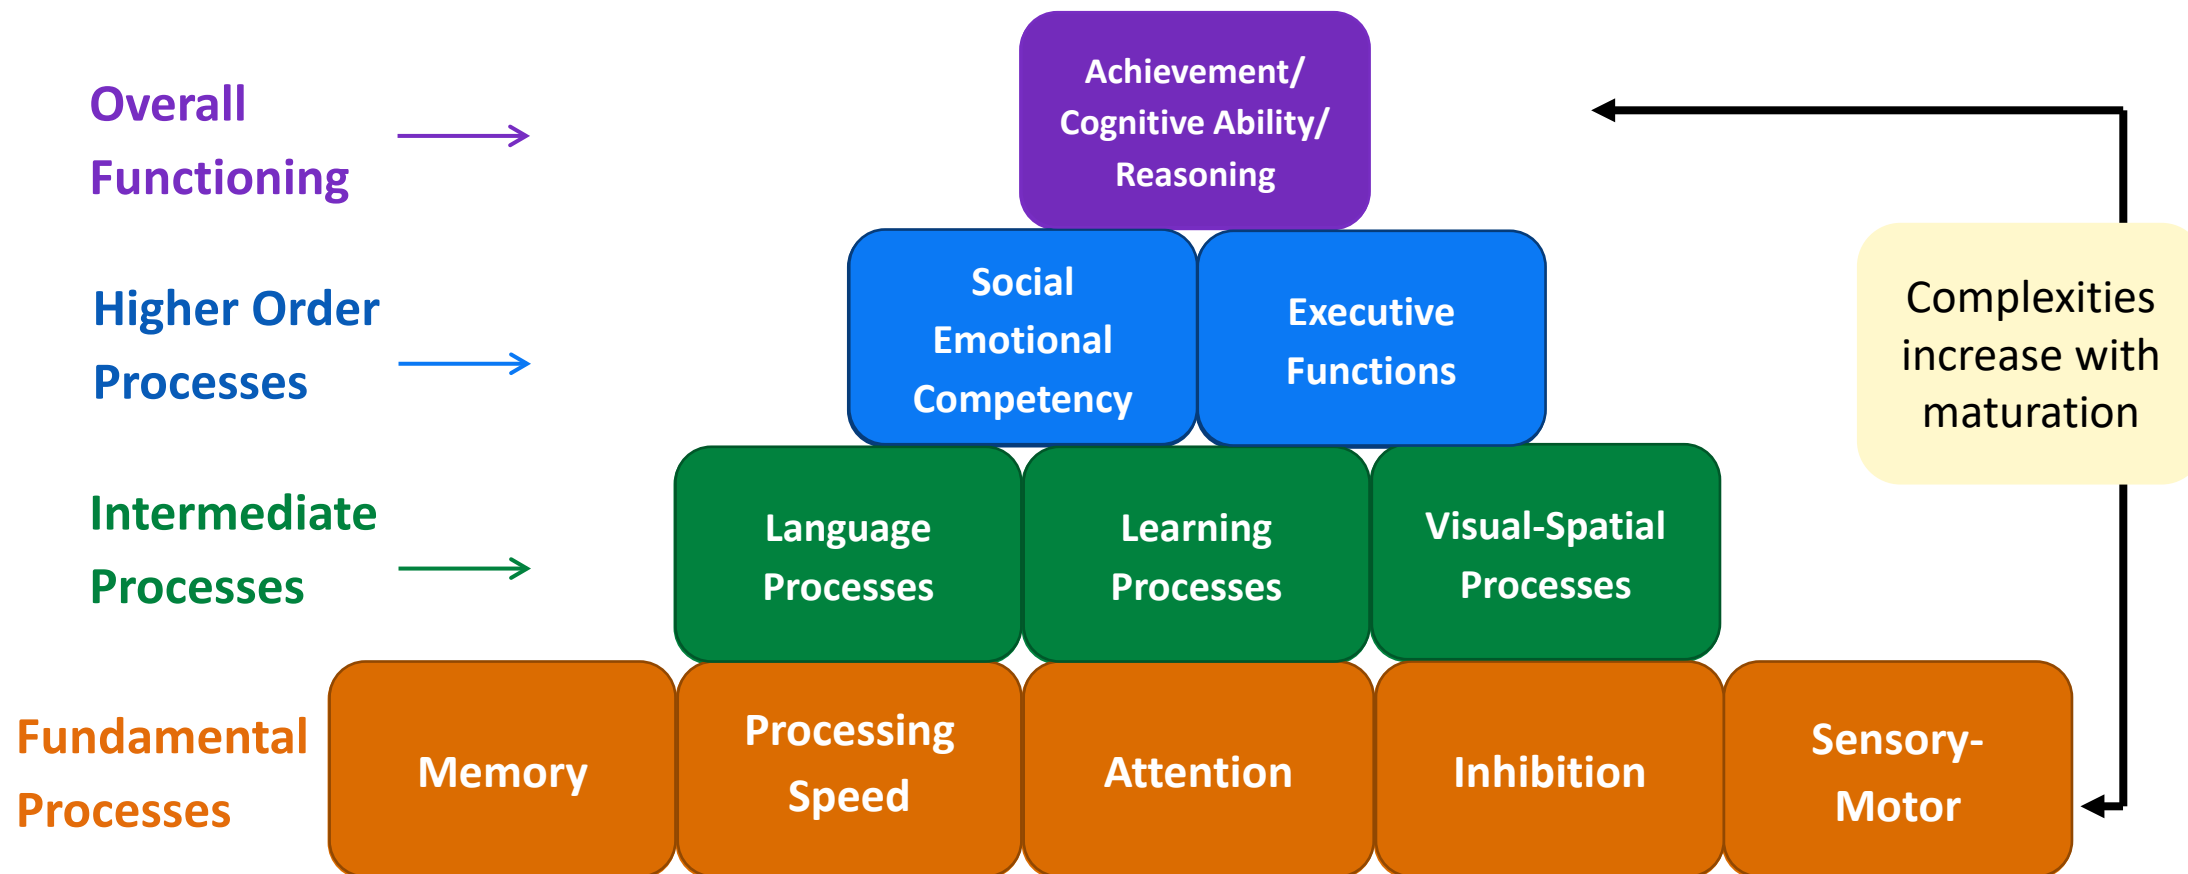 Overall
Functioning
Achievement/
Cognitive Ability/
Reasoning
Higher Order
Processes
Social
Emotional
Competency
Executive
Functions
Complexities
increase with
maturation
Intermediate
Processes
Language
Processes
Learning
Processes
Visual-Spatial
Processes
Fundamental
Processes
Memory
Processing
Speed
Attention
Inhibition
Sensory-
Motor